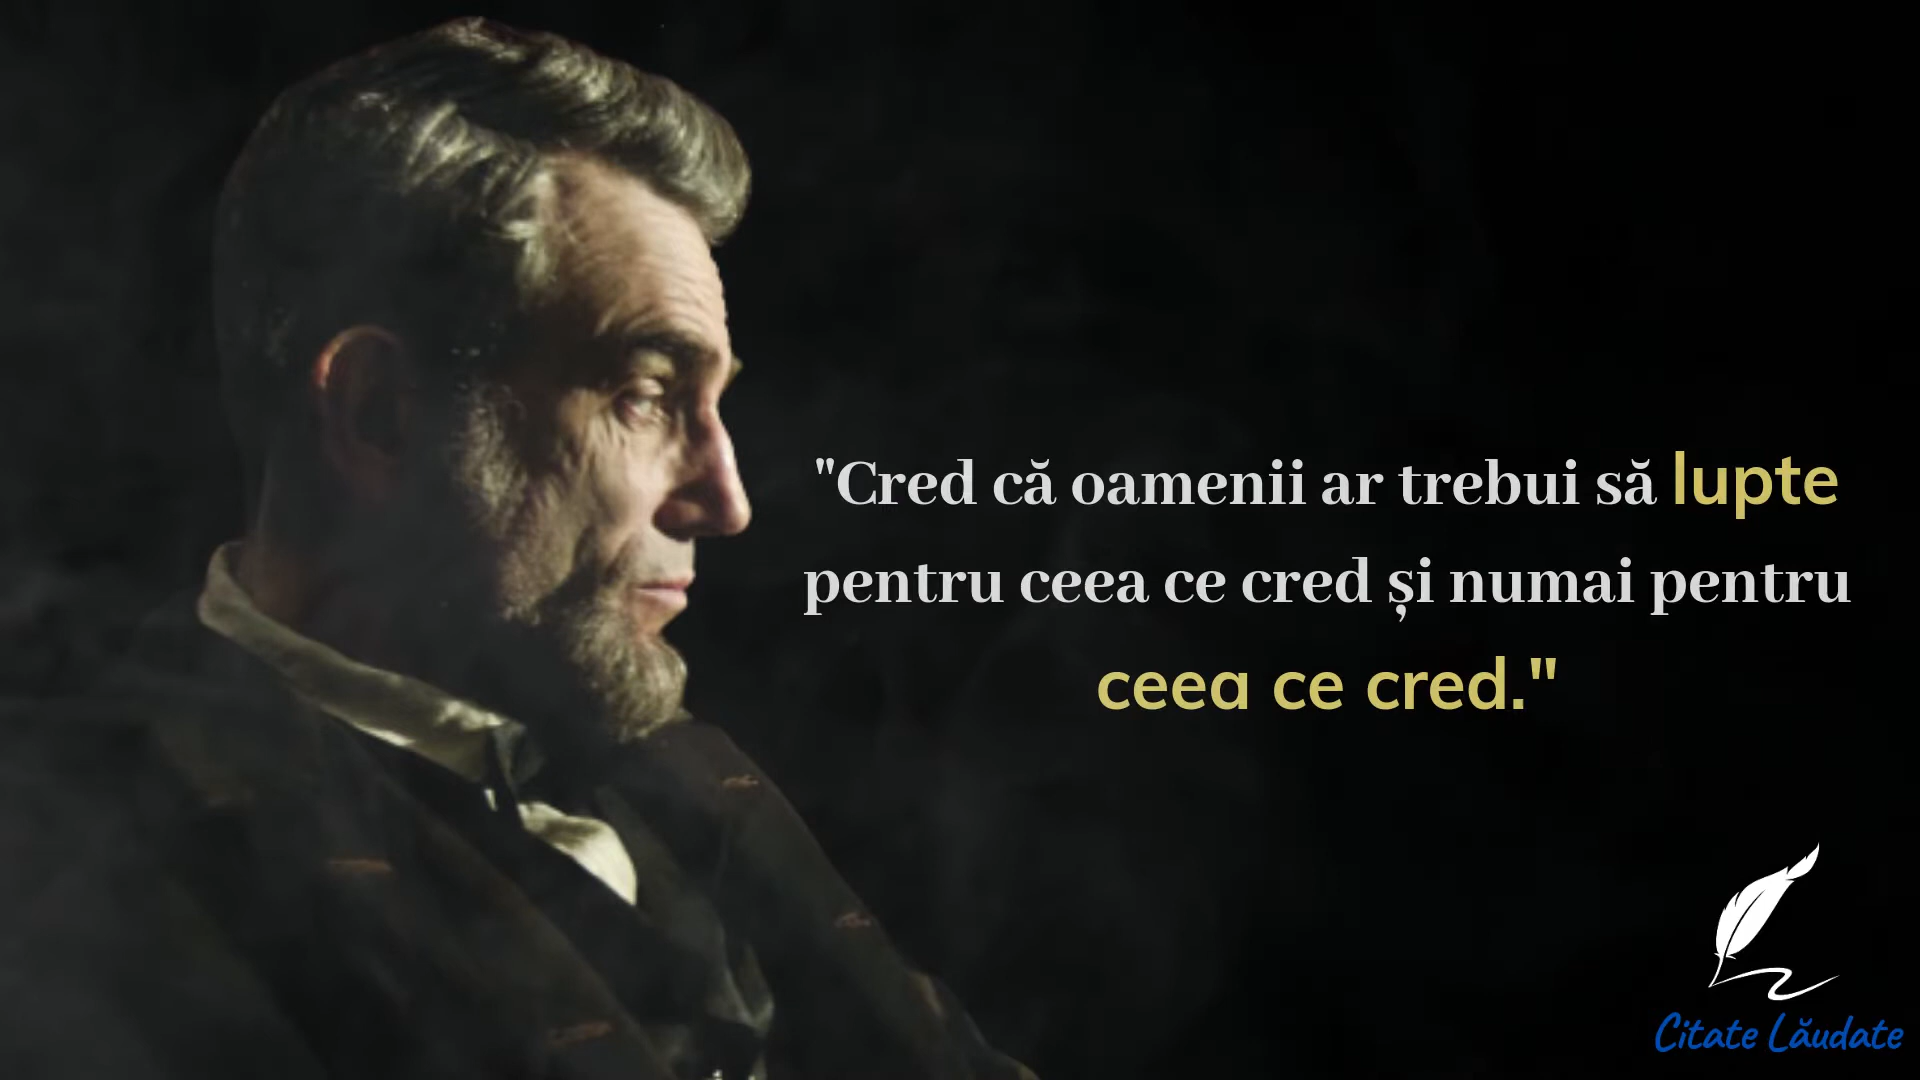 "Cred că oamenii ar trebui să lupte
pentru ceea ce cred și numai pentru
ceea ce cred."
Citate Lăudate